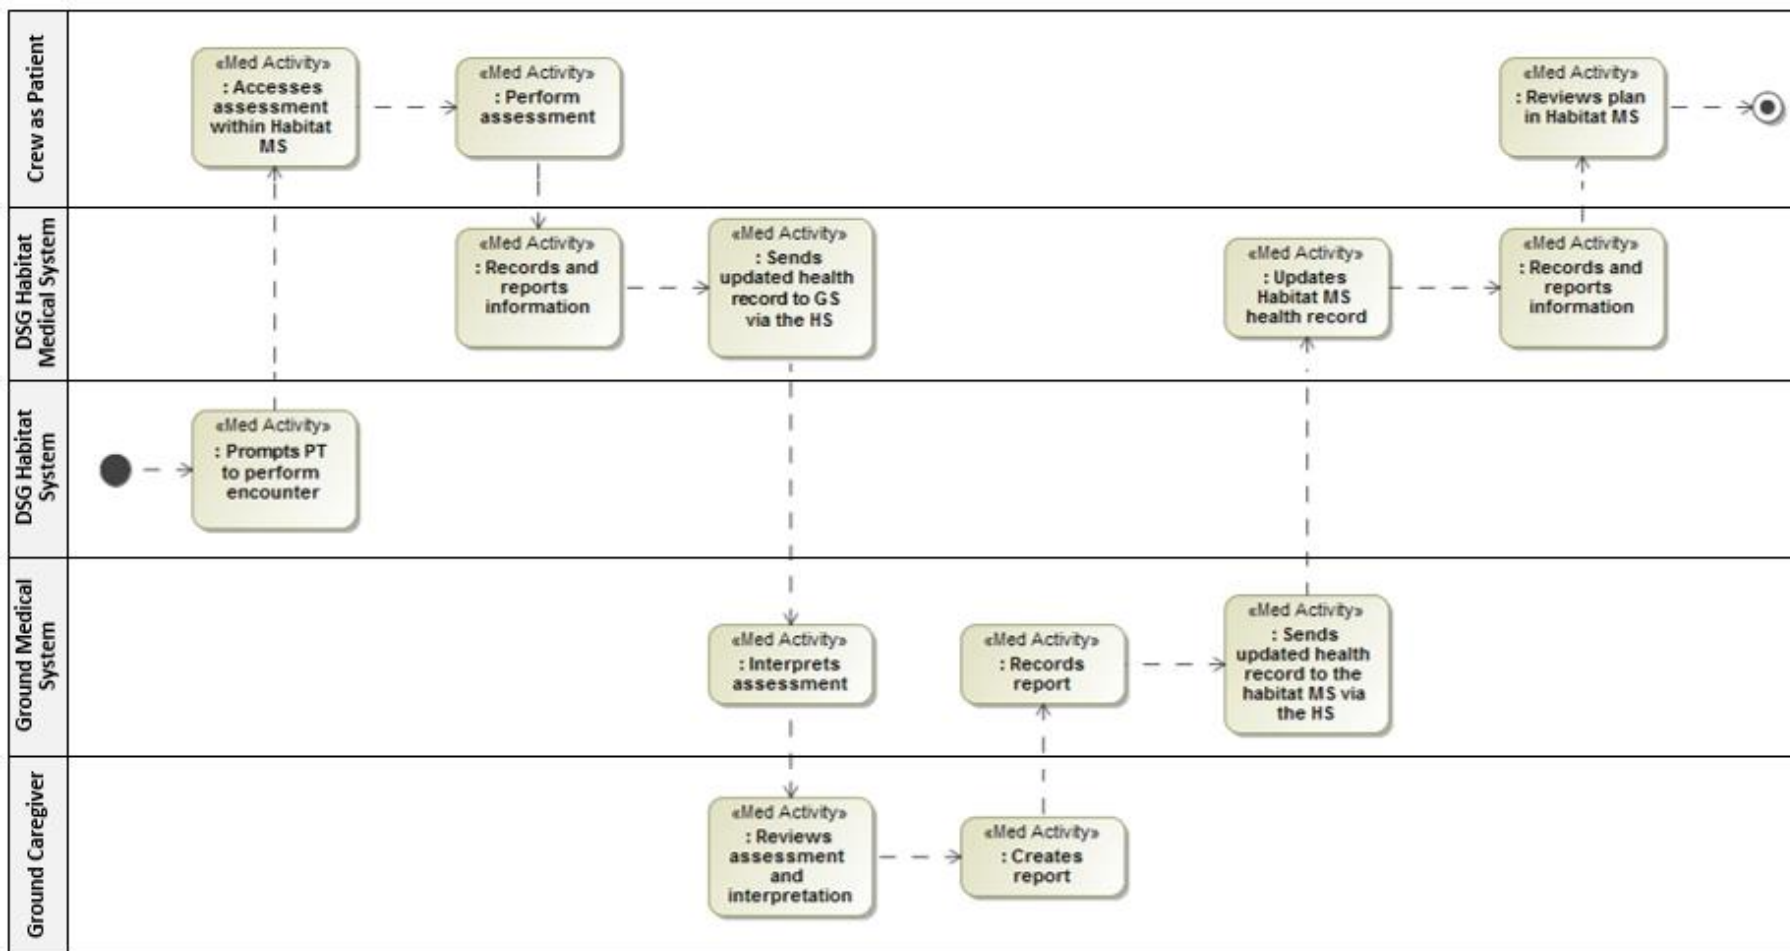 Crew as Patient
«Med Activity»
: Accesses
assessment
within Habitat
MS
«Med Activity»
: Perform
assessment
«Med Activity»
: Reviews plan
in Habitat MS
DSG Habitat
Medical System
«Med Activity»
: Records and
reports
information
«Med Activity»
: Sends
updated health
record to GS
via the HS
«Med Activity»
: Updates
Habitat MS
health record
«Med Activity»
: Records and
reports
information
DSG Habitat
System
«Med Activity»
: Prompts PT
to perform
encounter
Ground Medical
System
«Med Activity»
: Interprets
assessment
«Med Activity»
: Records
report
«Med Activity»
: Sends
updated health
record to the
habitat MS via
the HS
Ground Caregiver
«Med Activity»
: Reviews
assessment
and
interpretation
«Med Activity»
: Creates
report